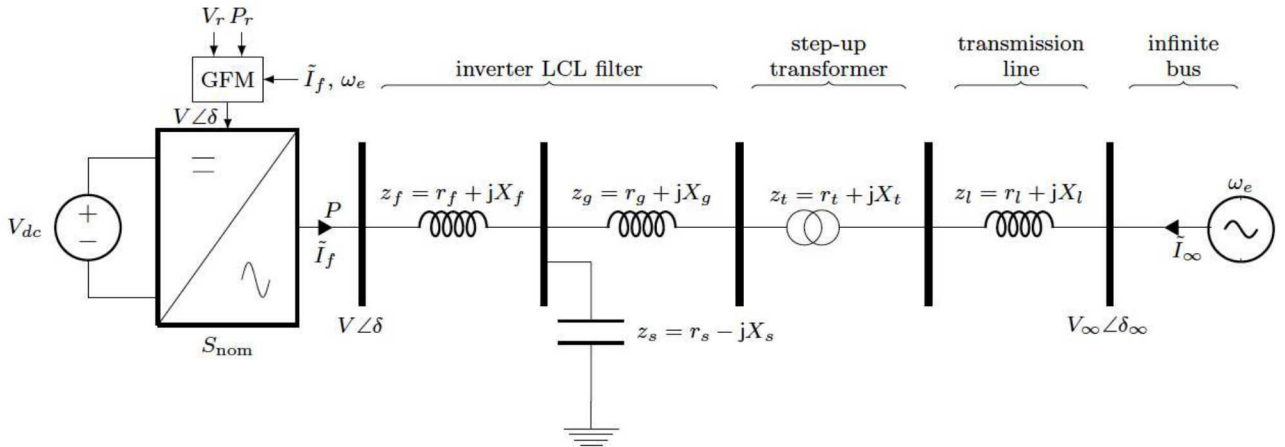 V_r P_r
GFM
Ĩ_f, ω_e
V∠δ
inverter LCL filter
step-up
transformer
transmission
line
infinite
bus
V_dc
+
−
P
Ĩ_f
z_f = r_f + jX_f
z_g = r_g + jX_g
z_t = r_t + jX_t
z_l = r_l + jX_l
ω_e
Ĩ_∞
S_nom
V∠δ
z_s = r_s − jX_s
V_∞∠δ_∞